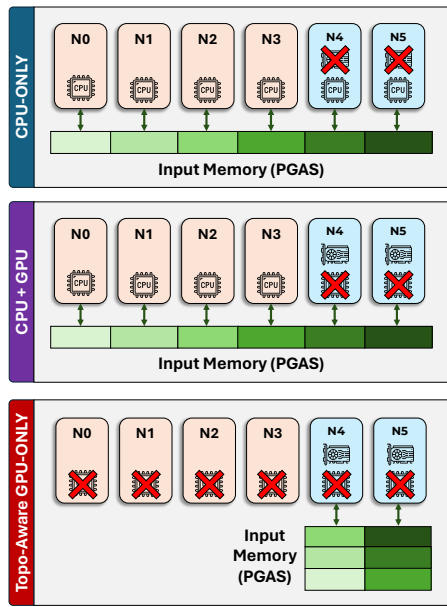 CPU-ONLY
N0 N1 N2 N3 N4 N5
CPU CPU CPU CPU CPU CPU
Input Memory (PGAS)
CPU + GPU
N0 N1 N2 N3 N4 N5
CPU CPU CPU CPU
Input Memory (PGAS)
Topo-Aware GPU-ONLY
N0 N1 N2 N3 N4 N5
Input
Memory
(PGAS)